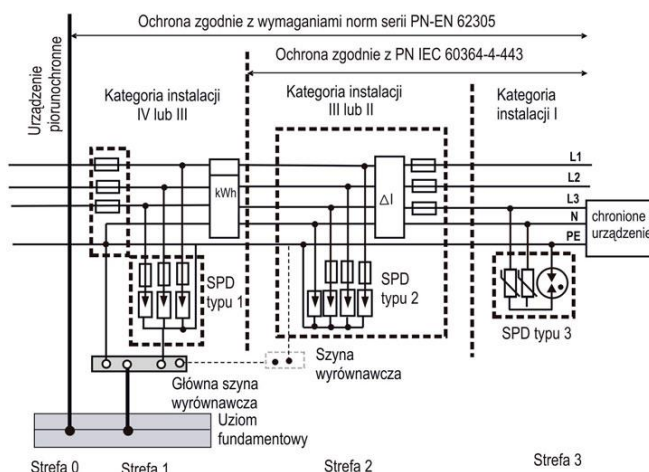 Ochrona zgodnie z wymaganiami norm serii PN-EN 62305
Ochrona zgodnie z PN IEC 60364-4-443
Urządzenie
piorunochronne
Kategoria instalacji
IV lub III
Kategoria instalacji
III lub II
Kategoria
instalacji I
L1
L2
L3
N
PE
kWh
ΔI
chronione
urządzenie
SPD
typu 1
SPD
typu 2
SPD typu 3
Szyna
wyrównawcza
Główna szyna
wyrównawcza
Uziom
fundamentowy
Strefa 0
Strefa 1
Strefa 2
Strefa 3